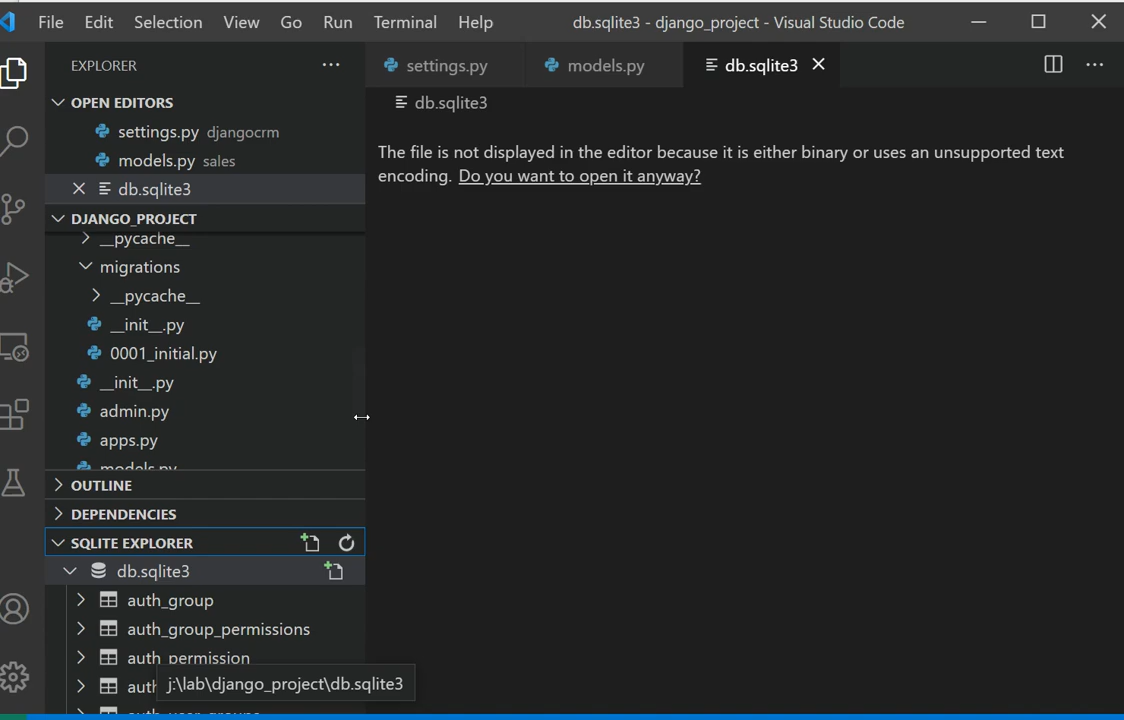 File Edit Selection View Go Run Terminal Help db.sqlite3 - django_project - Visual Studio Code
EXPLORER
settings.py models.py db.sqlite3
OPEN EDITORS
settings.py djangocrm
models.py sales
db.sqlite3
DJANGO_PROJECT
__pycache__
migrations
__pycache__
__init__.py
0001_initial.py
__init__.py
admin.py
apps.py
models.py
OUTLINE
DEPENDENCIES
SQLITE EXPLORER
db.sqlite3
auth_group
auth_group_permissions
auth_permission
j:\lab\django_project\db.sqlite3
db.sqlite3
The file is not displayed in the editor because it is either binary or uses an unsupported text
encoding. Do you want to open it anyway?